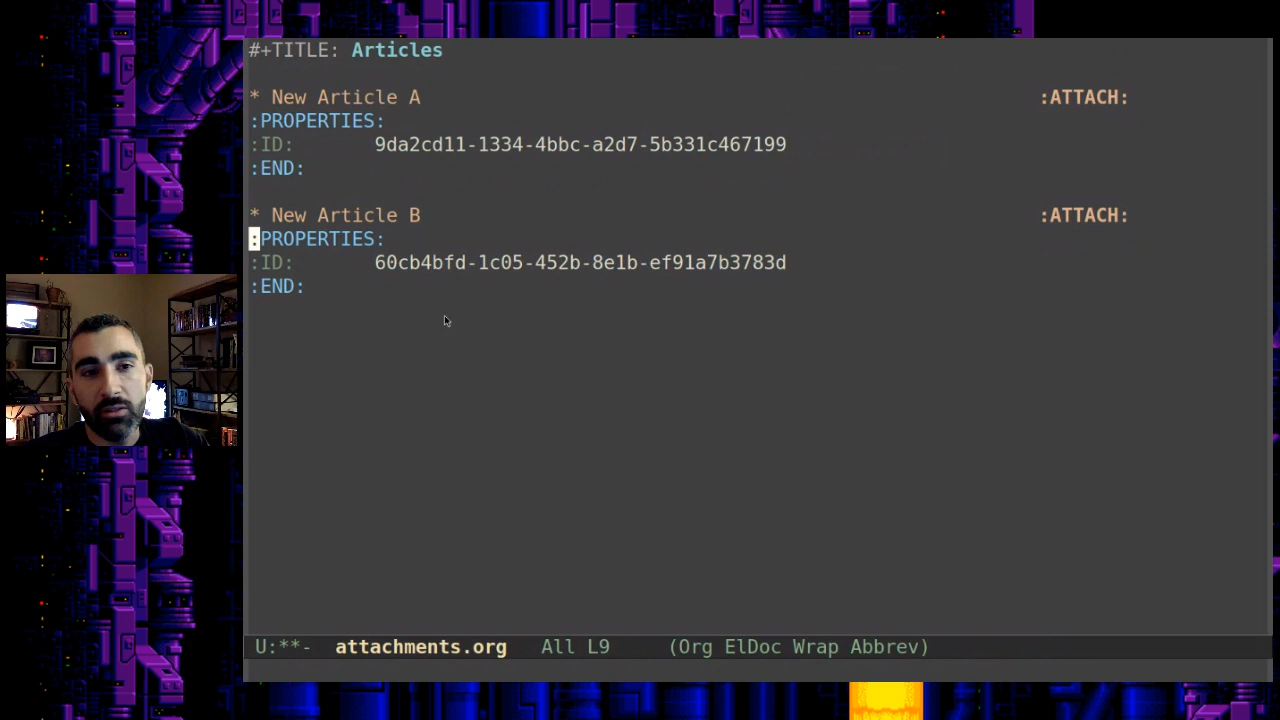 #+TITLE: Articles
* New Article A :ATTACH:
:PROPERTIES:
:ID: 9da2cd11-1334-4bbc-a2d7-5b331c467199
:END:
* New Article B :ATTACH:
:PROPERTIES:
:ID: 60cb4bfd-1c05-452b-8e1b-ef91a7b3783d
:END:
U:**- attachments.org All L9 (Org ElDoc Wrap Abbrev)